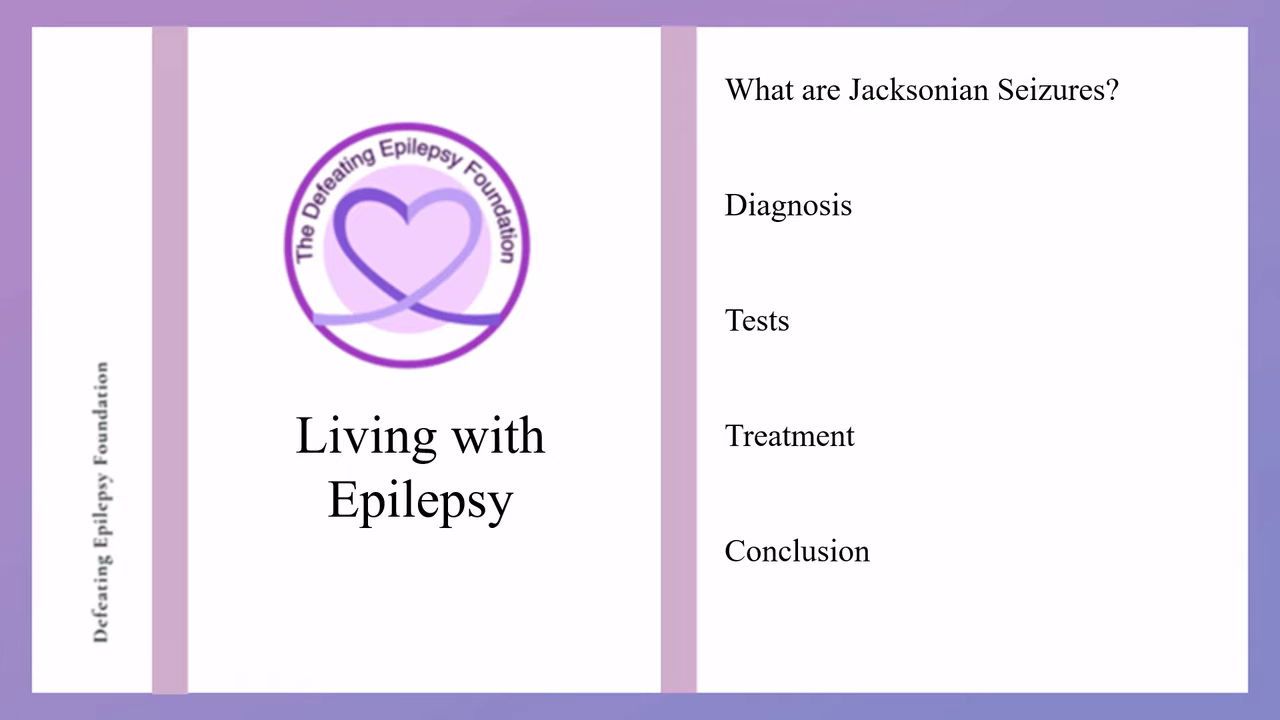 Defeating Epilepsy Foundation
The Defeating Epilepsy Foundation
Living with
Epilepsy
What are Jacksonian Seizures?
Diagnosis
Tests
Treatment
Conclusion